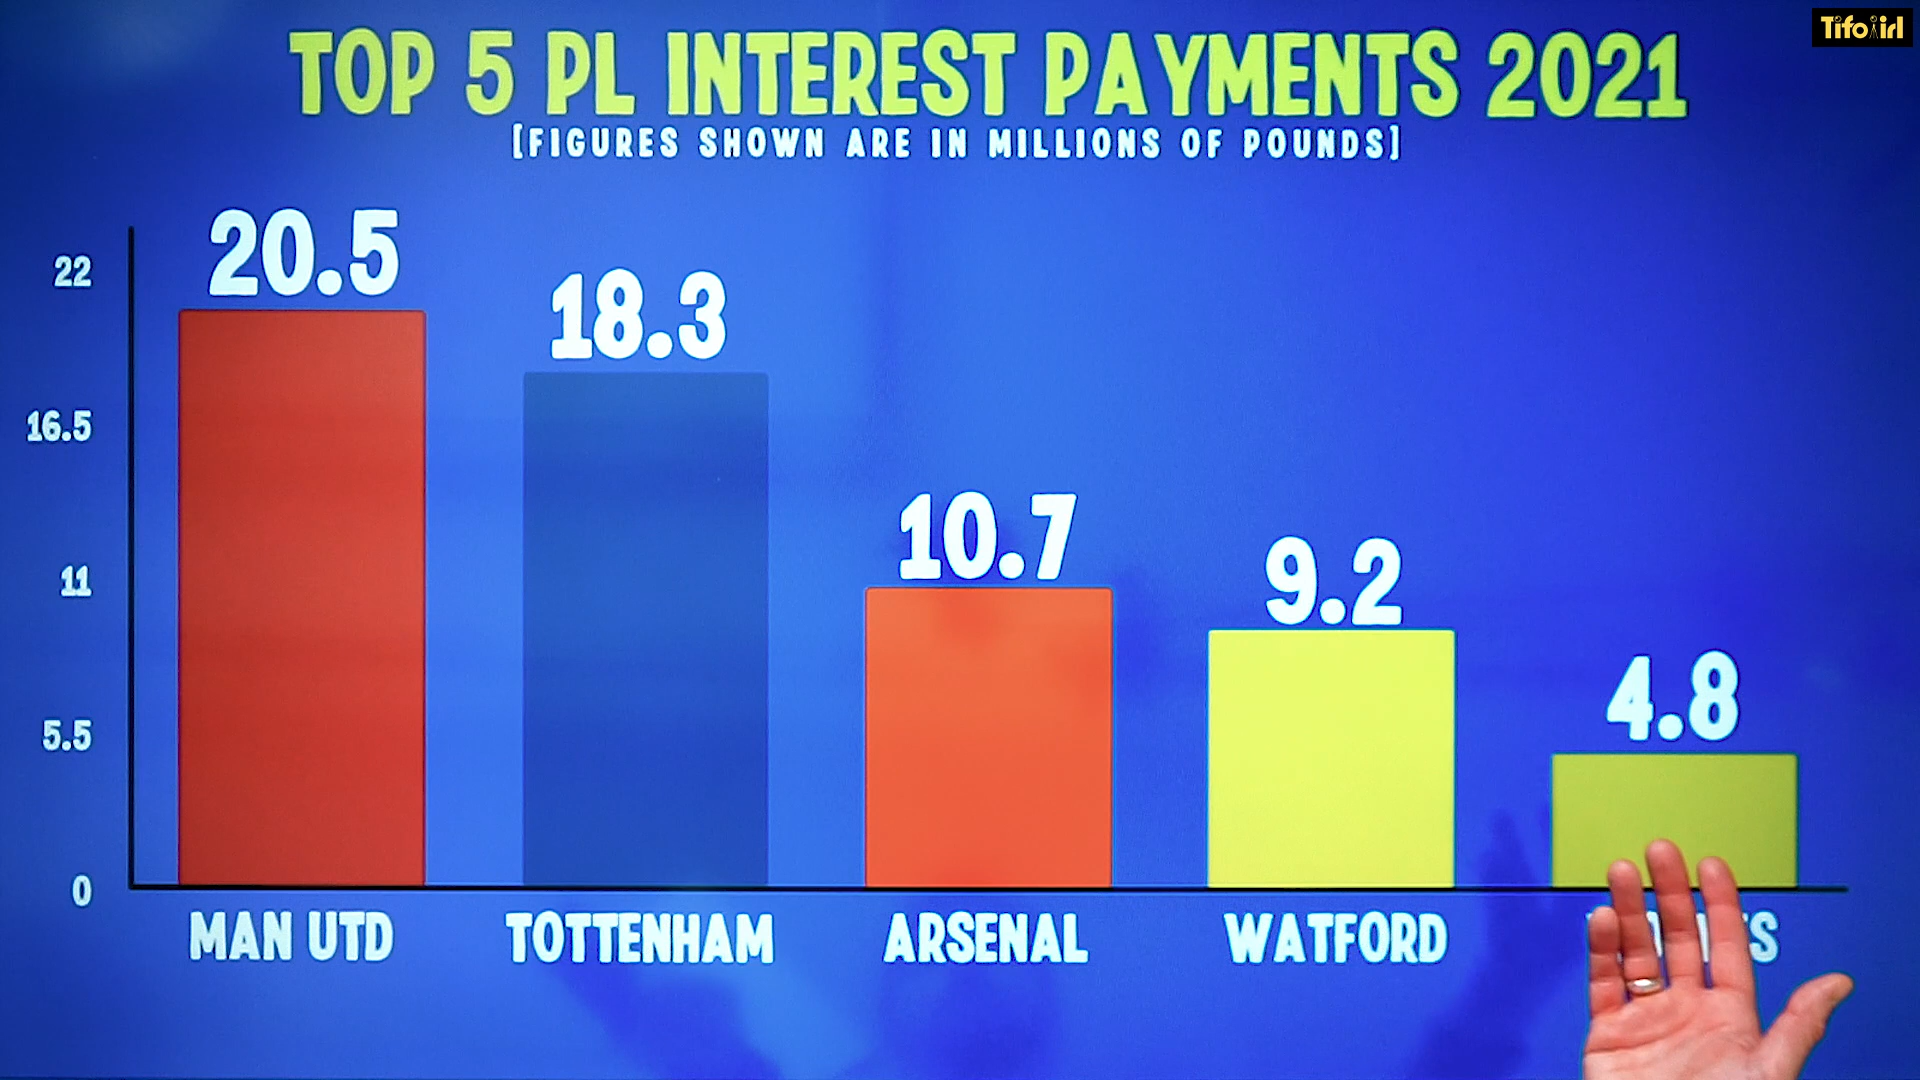 Tifo irl
TOP 5 PL INTEREST PAYMENTS 2021
[FIGURES SHOWN ARE IN MILLIONS OF POUNDS]
22
16.5
11
5.5
0
20.5
18.3
10.7
9.2
4.8
MAN UTD
TOTTENHAM
ARSENAL
WATFORD